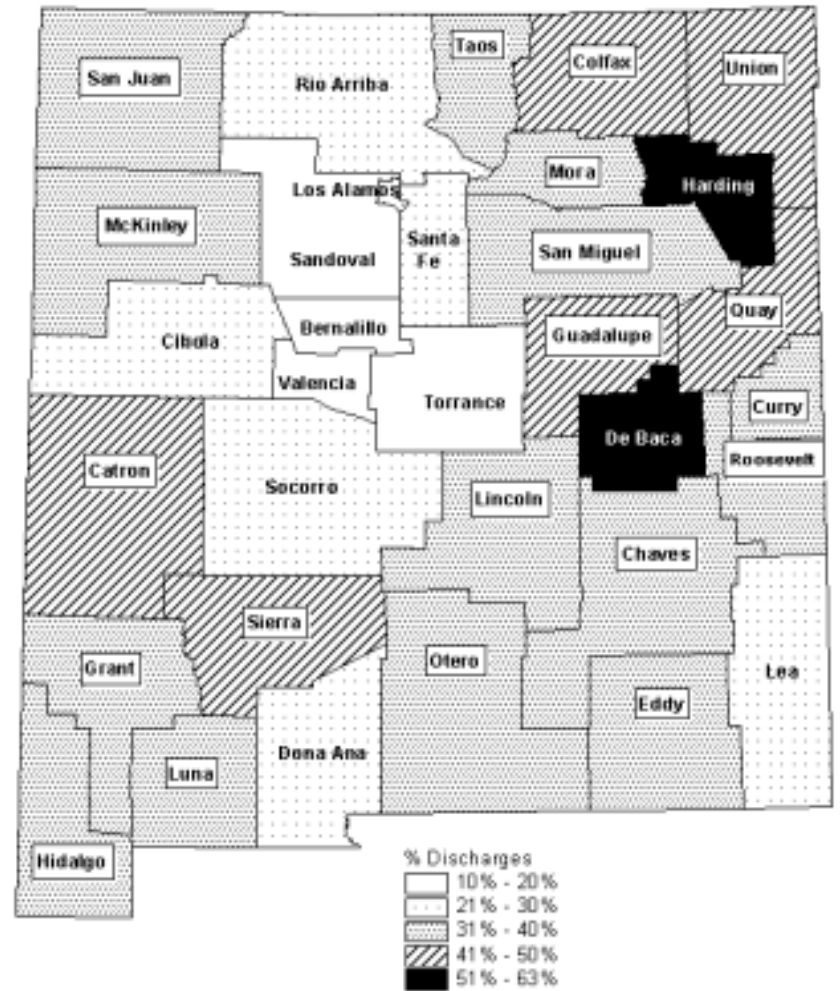 Taos
San Juan
Rio Arriba
Colfax
Union
Mora
Harding
Los Alamos
McKinley
Santa
Fe
San Miguel
Sandoval
Quay
Bernalillo
Guadalupe
Cibola
Valencia
Torrance
Curry
De Baca
Roosevelt
Catron
Socorro
Lincoln
Chaves
Sierra
Grant
Otero
Lea
Eddy
Dona Ana
Luna
Hidalgo
% Discharges
10% - 20%
21% - 30%
31% - 40%
41% - 50%
51% - 63%